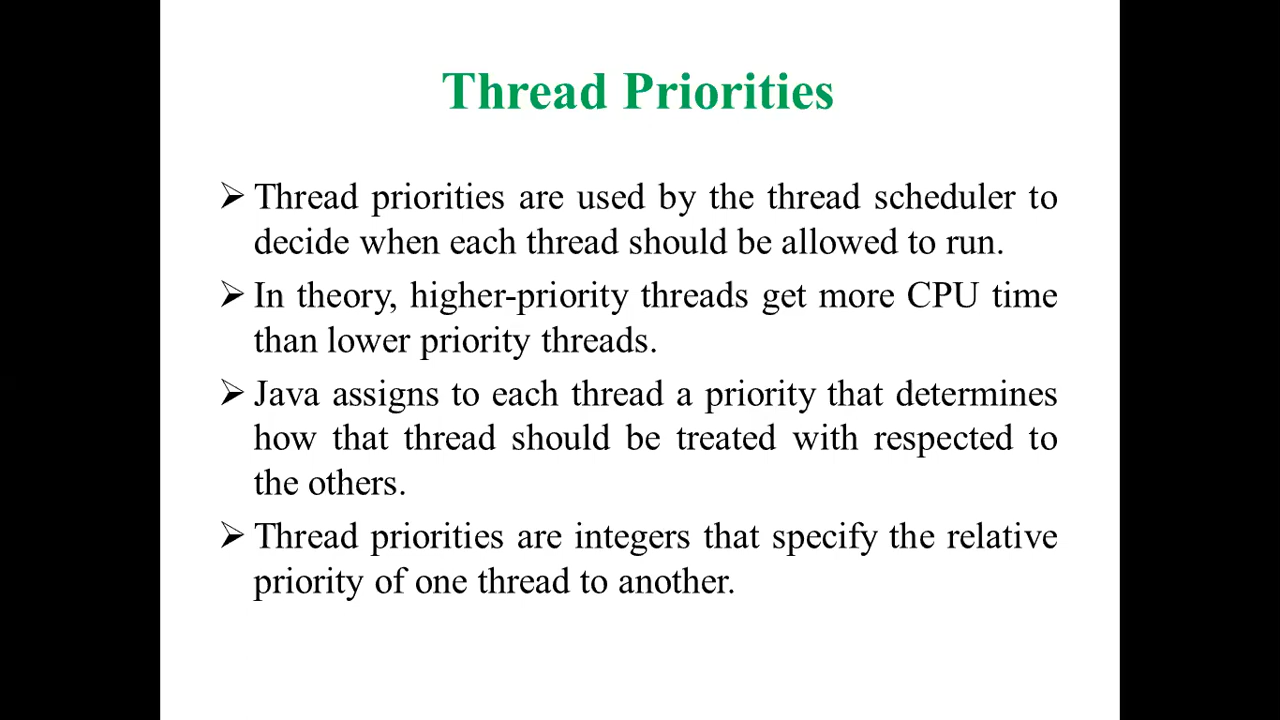 Thread Priorities
➢ Thread priorities are used by the thread scheduler to
decide when each thread should be allowed to run.
➢ In theory, higher-priority threads get more CPU time
than lower priority threads.
➢ Java assigns to each thread a priority that determines
how that thread should be treated with respected to
the others.
➢ Thread priorities are integers that specify the relative
priority of one thread to another.